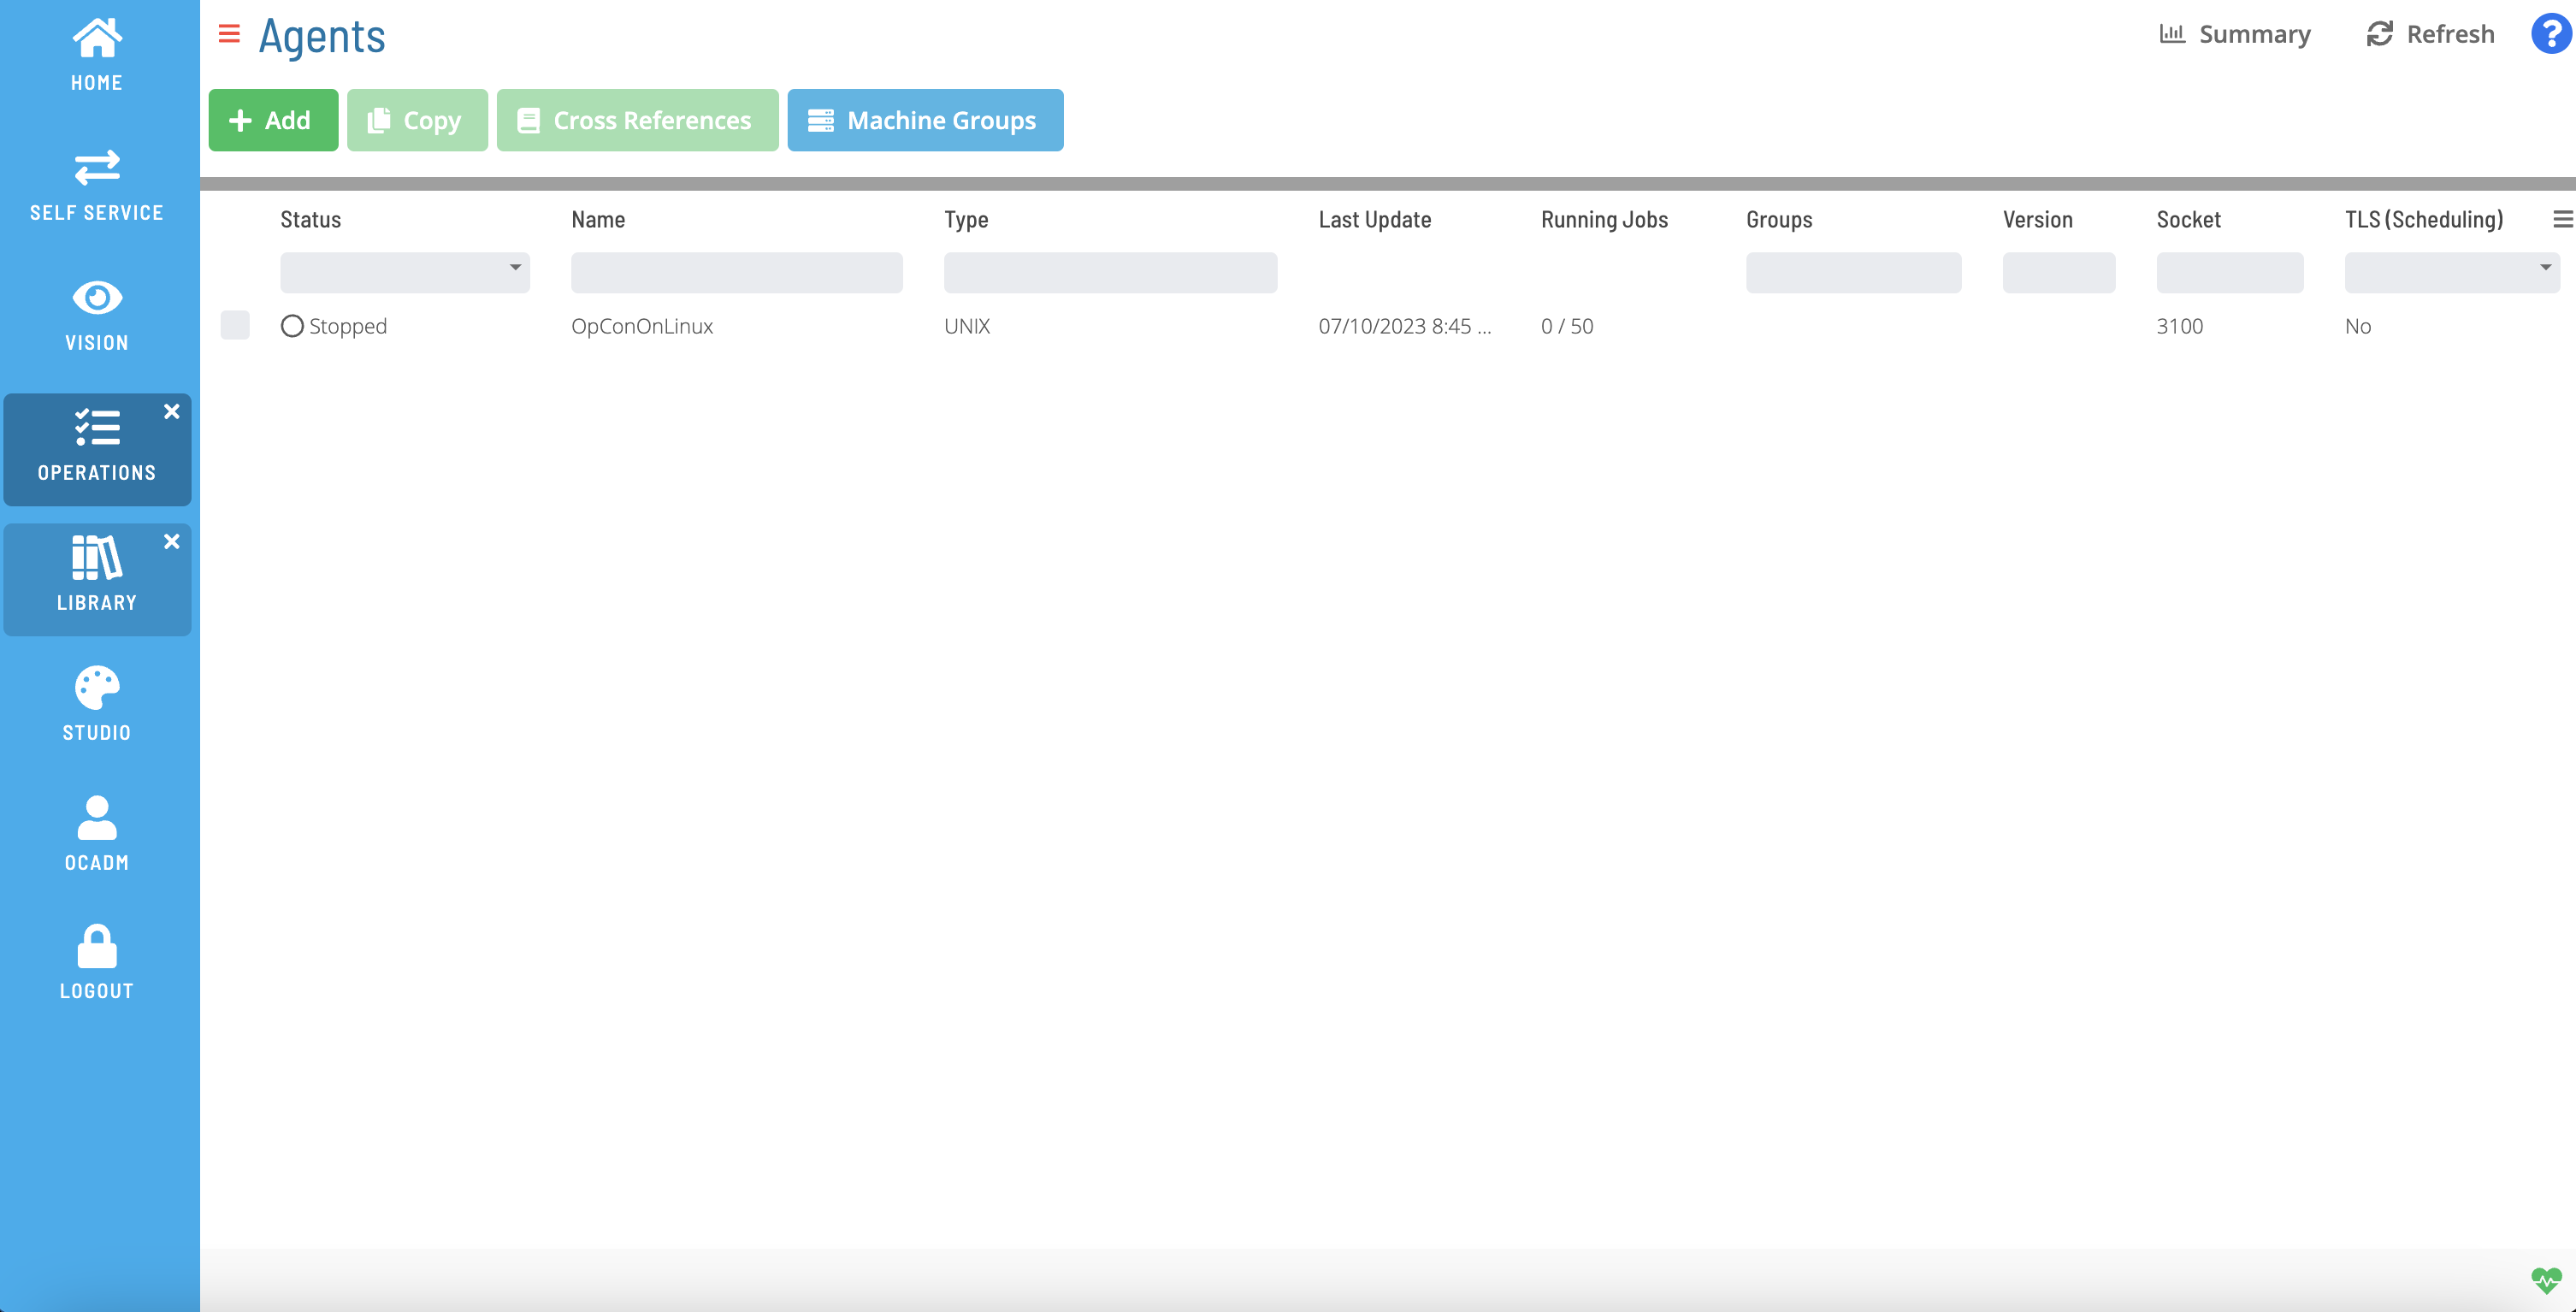 HOME
SELF SERVICE
VISION
OPERATIONS
LIBRARY
STUDIO
OCADM
LOGOUT
Agents
Summary Refresh ?
Add Copy Cross References Machine Groups
Status Name Type Last Update Running Jobs Groups Version Socket TLS (Scheduling)
Stopped OpConOnLinux UNIX 07/10/2023 8:45 ... 0 / 50 3100 No